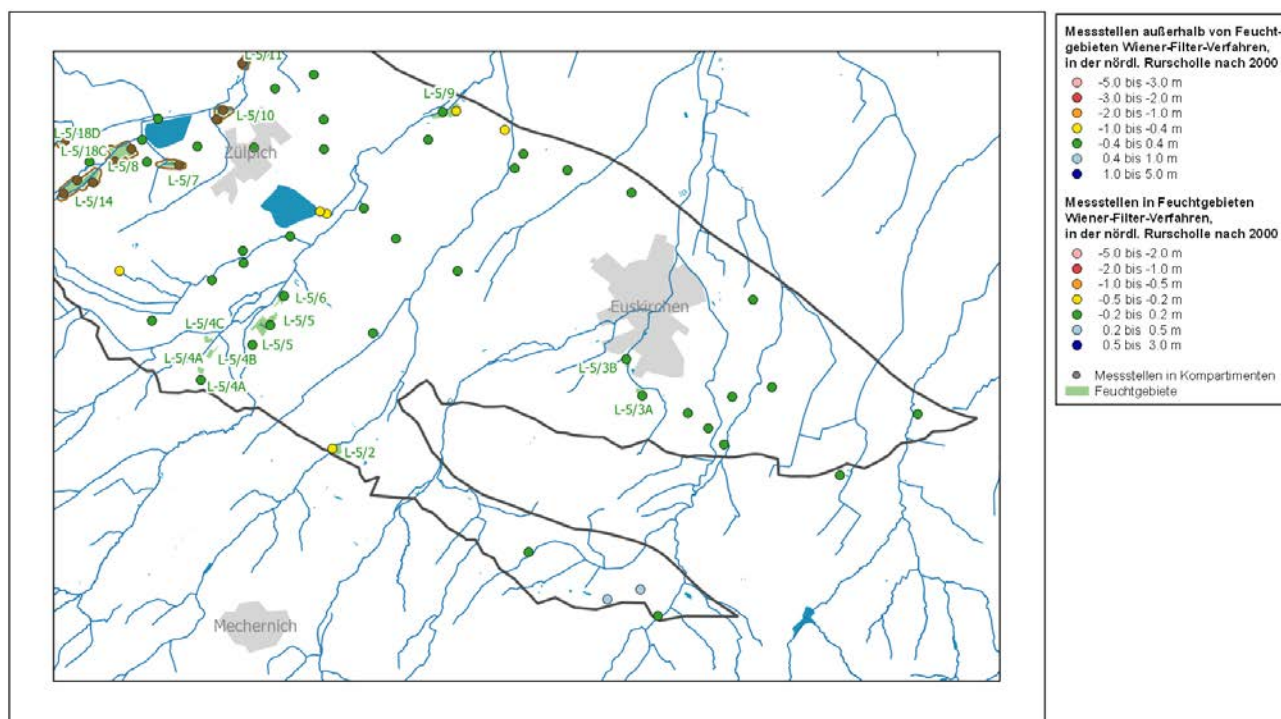 L-5/11
L-5/9
L-5/10
L-5/18D
Zülpich
L-5/18C
L-5/8
L-5/7
L-5/14
L-5/6
Euskirchen
L-5/4C
L-5/5
L-5/5
L-5/4A
L-5/4B
L-5/3B
L-5/4A
L-5/3A
L-5/2
Mechernich
Messstellen außerhalb von Feucht-
gebieten Wiener-Filter-Verfahren,
in der nördl. Rurscholle nach 2000
-5.0 bis -3.0 m
-3.0 bis -2.0 m
-2.0 bis -1.0 m
-1.0 bis -0.4 m
-0.4 bis 0.4 m
0.4 bis 1.0 m
1.0 bis 5.0 m
Messstellen in Feuchtgebieten
Wiener-Filter-Verfahren,
in der nördl. Rurscholle nach 2000
-5.0 bis -2.0 m
-2.0 bis -1.0 m
-1.0 bis -0.5 m
-0.5 bis -0.2 m
-0.2 bis 0.2 m
0.2 bis 0.5 m
0.5 bis 3.0 m
Messstellen in Kompartimenten
Feuchtgebiete